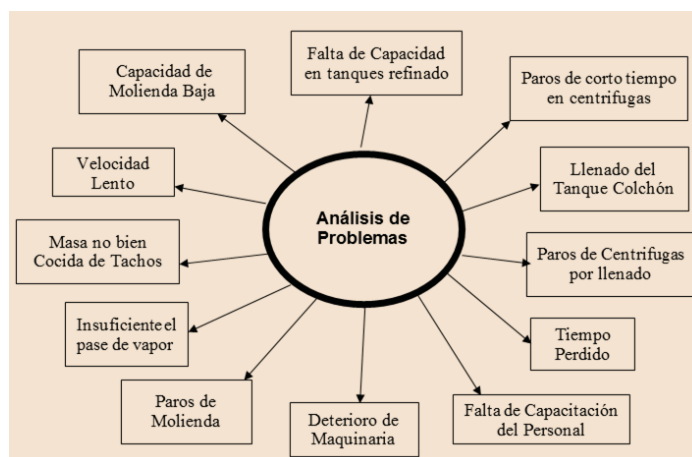 Falta de Capacidad
en tanques refinado
Capacidad de
Molienda Baja
Paros de corto tiempo
en centrifugas
Velocidad
Lento
Llenado del
Tanque Colchón
Análisis de
Problemas
Masa no bien
Cocida de Tachos
Paros de Centrifugas
por llenado
Insuficiente el
pase de vapor
Tiempo
Perdido
Paros de
Molienda
Deterioro de
Maquinaria
Falta de Capacitación
del Personal